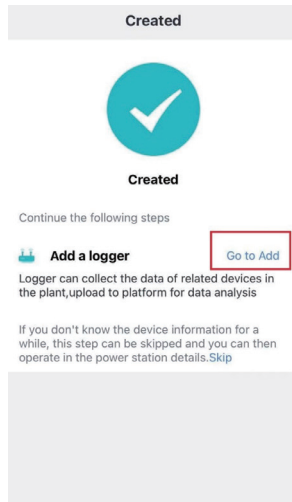 Created
Created
Continue the following steps
Add a logger Go to Add
Logger can collect the data of related devices in
the plant,upload to platform for data analysis
If you don't know the device information for a
while, this step can be skipped and you can then
operate in the power station details.Skip